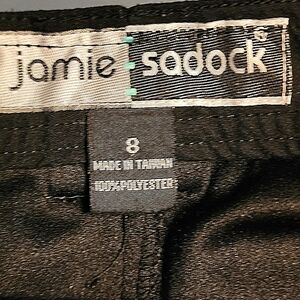 jamie sadock
8
MADE IN TAIWAN
100%POLYESTER